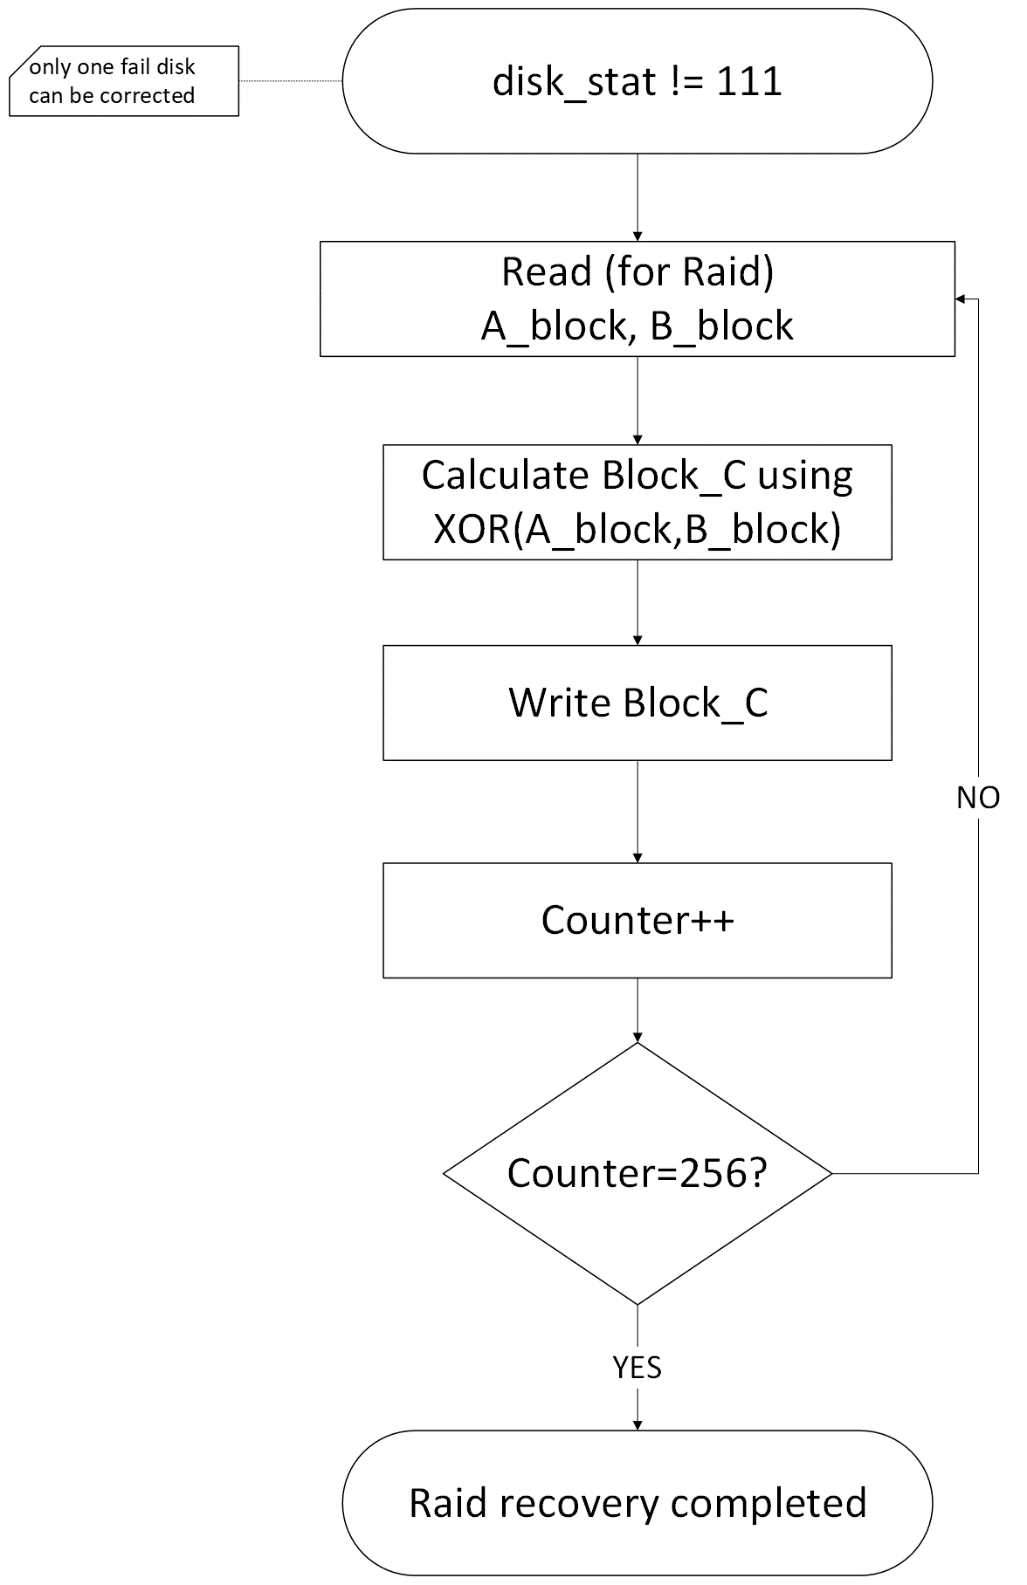 only one fail disk
can be corrected
disk_stat != 111
Read (for Raid)
A_block, B_block
Calculate Block_C using
XOR(A_block,B_block)
Write Block_C
NO
Counter++
Counter=256?
YES
Raid recovery completed